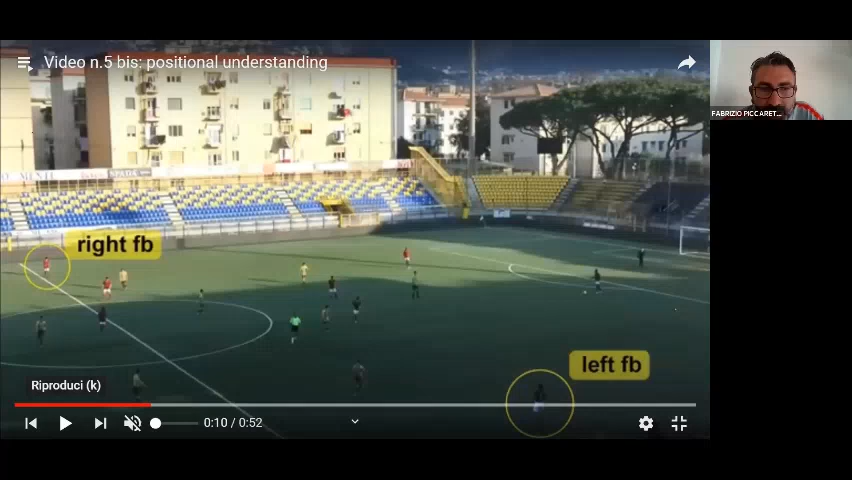 Video n.5 bis: positional understanding
FABRIZIO PICCARET...
right fb
left fb
Riproduci (k)
0:10 / 0:52